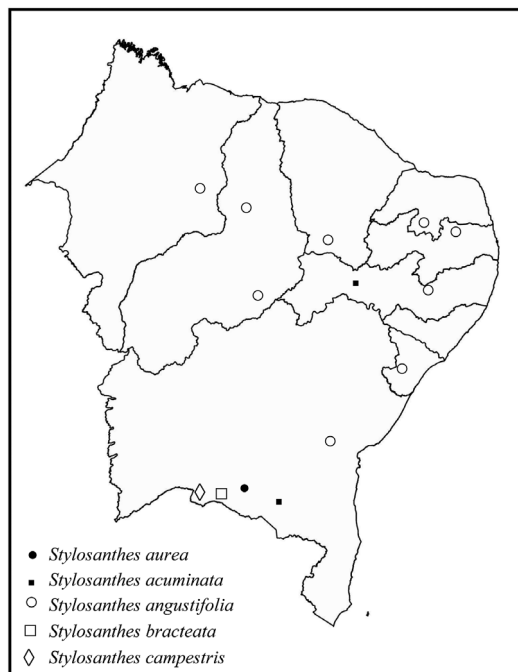 Stylosanthes aurea
Stylosanthes acuminata
Stylosanthes angustifolia
Stylosanthes bracteata
Stylosanthes campestris